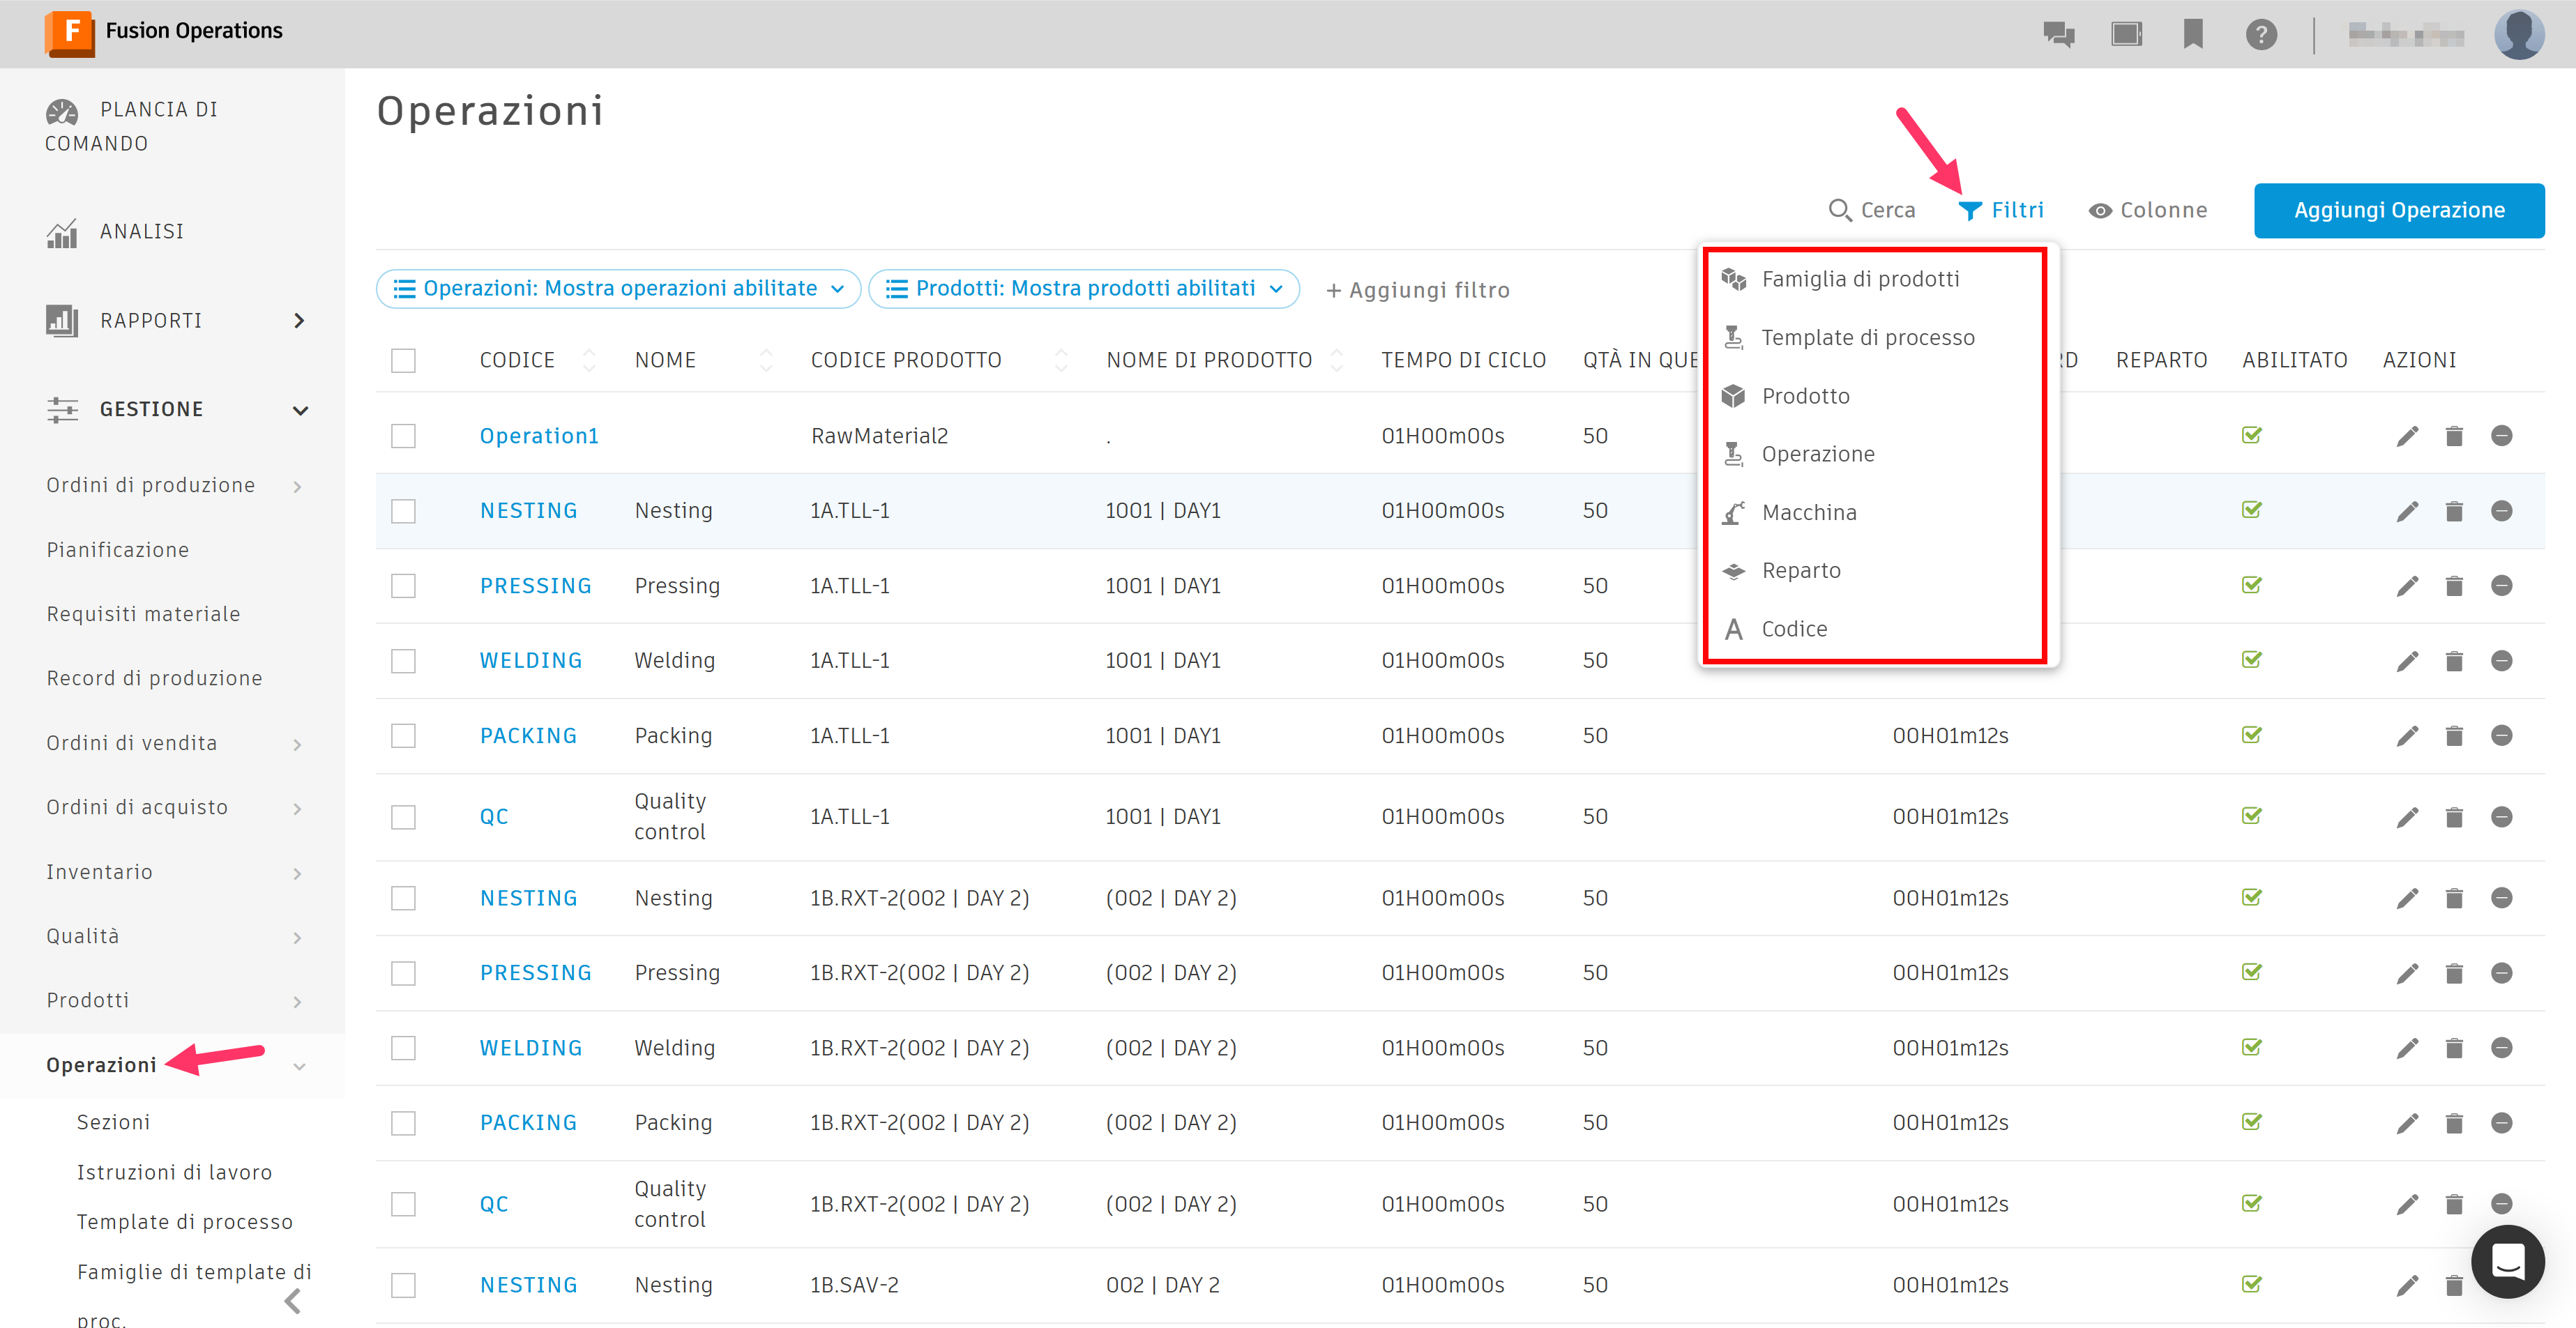 F Fusion Operations
PLANCIA DI
COMANDO
ANALISI
RAPPORTI
GESTIONE
Ordini di produzione
Pianificazione
Requisiti materiale
Record di produzione
Ordini di vendita
Ordini di acquisto
Inventario
Qualità
Prodotti
Operazioni
Sezioni
Istruzioni di lavoro
Template di processo
Famiglie di template di
proc.
Operazioni
Cerca Filtri Colonne Aggiungi Operazione
Operazioni: Mostra operazioni abilitate Prodotti: Mostra prodotti abilitati + Aggiungi filtro
Famiglia di prodotti
Template di processo
Prodotto
Operazione
Macchina
Reparto
A Codice
CODICE NOME CODICE PRODOTTO NOME DI PRODOTTO TEMPO DI CICLO QTÀ IN QUE RD REPARTO ABILITATO AZIONI
Operation1 RawMaterial2 . 01H00m00s 50
NESTING Nesting 1A.TLL-1 1001 | DAY1 01H00m00s 50
PRESSING Pressing 1A.TLL-1 1001 | DAY1 01H00m00s 50
WELDING Welding 1A.TLL-1 1001 | DAY1 01H00m00s 50
PACKING Packing 1A.TLL-1 1001 | DAY1 01H00m00s 50 00H01m12s
QC Quality control 1A.TLL-1 1001 | DAY1 01H00m00s 50 00H01m12s
NESTING Nesting 1B.RXT-2(002 | DAY 2) (002 | DAY 2) 01H00m00s 50 00H01m12s
PRESSING Pressing 1B.RXT-2(002 | DAY 2) (002 | DAY 2) 01H00m00s 50 00H01m12s
WELDING Welding 1B.RXT-2(002 | DAY 2) (002 | DAY 2) 01H00m00s 50 00H01m12s
PACKING Packing 1B.RXT-2(002 | DAY 2) (002 | DAY 2) 01H00m00s 50 00H01m12s
QC Quality control 1B.RXT-2(002 | DAY 2) (002 | DAY 2) 01H00m00s 50 00H01m12s
NESTING Nesting 1B.SAV-2 002 | DAY 2 01H00m00s 50 00H01m12s